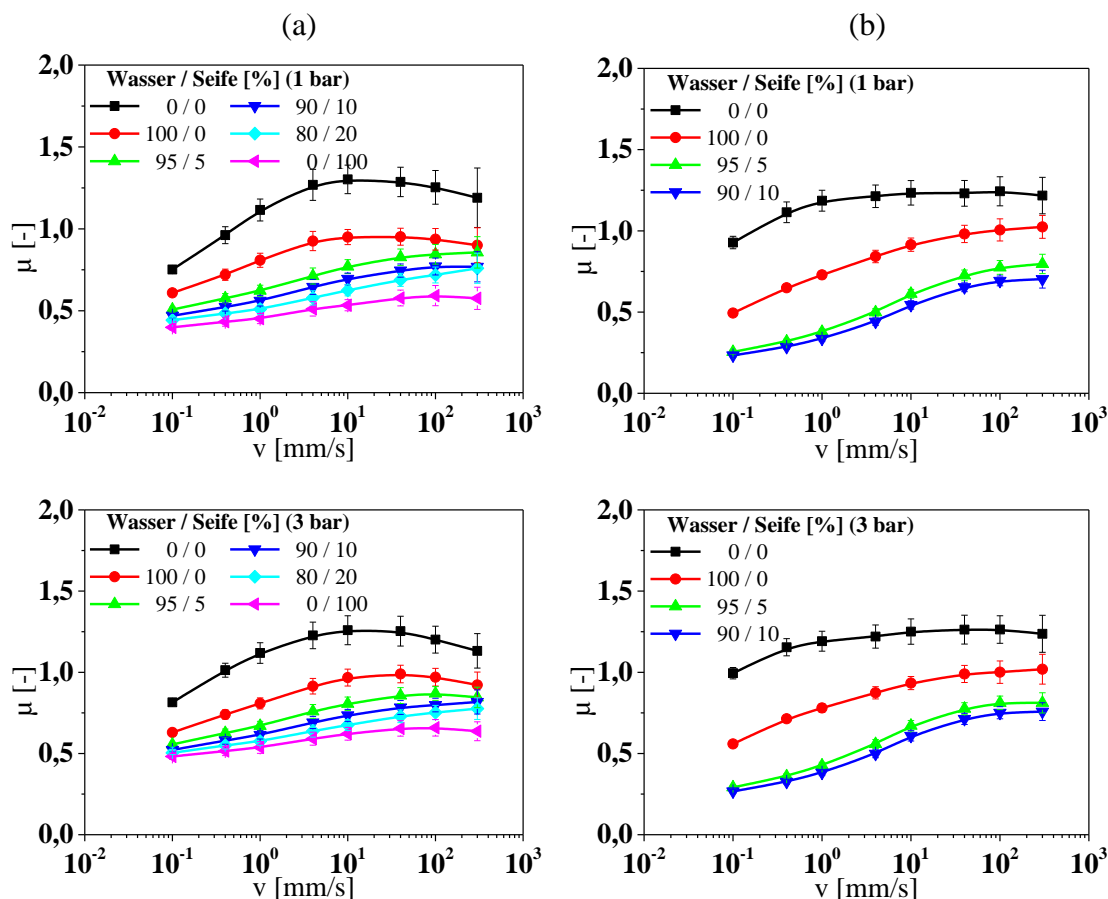 (a)
(b)
Wasser / Seife [%] (1 bar)
0 / 0
90 / 10
100 / 0
80 / 20
95 / 5
0 / 100
2,0
1,5
1,0
0,5
0,0
μ [-]
10⁻² 10⁻¹ 10⁰ 10¹ 10² 10³
v [mm/s]
Wasser / Seife [%] (1 bar)
0 / 0
100 / 0
95 / 5
90 / 10
2,0
1,5
1,0
0,5
0,0
μ [-]
10⁻² 10⁻¹ 10⁰ 10¹ 10² 10³
v [mm/s]
Wasser / Seife [%] (3 bar)
0 / 0
90 / 10
100 / 0
80 / 20
95 / 5
0 / 100
2,0
1,5
1,0
0,5
0,0
μ [-]
10⁻² 10⁻¹ 10⁰ 10¹ 10² 10³
v [mm/s]
Wasser / Seife [%] (3 bar)
0 / 0
100 / 0
95 / 5
90 / 10
2,0
1,5
1,0
0,5
0,0
μ [-]
10⁻² 10⁻¹ 10⁰ 10¹ 10² 10³
v [mm/s]